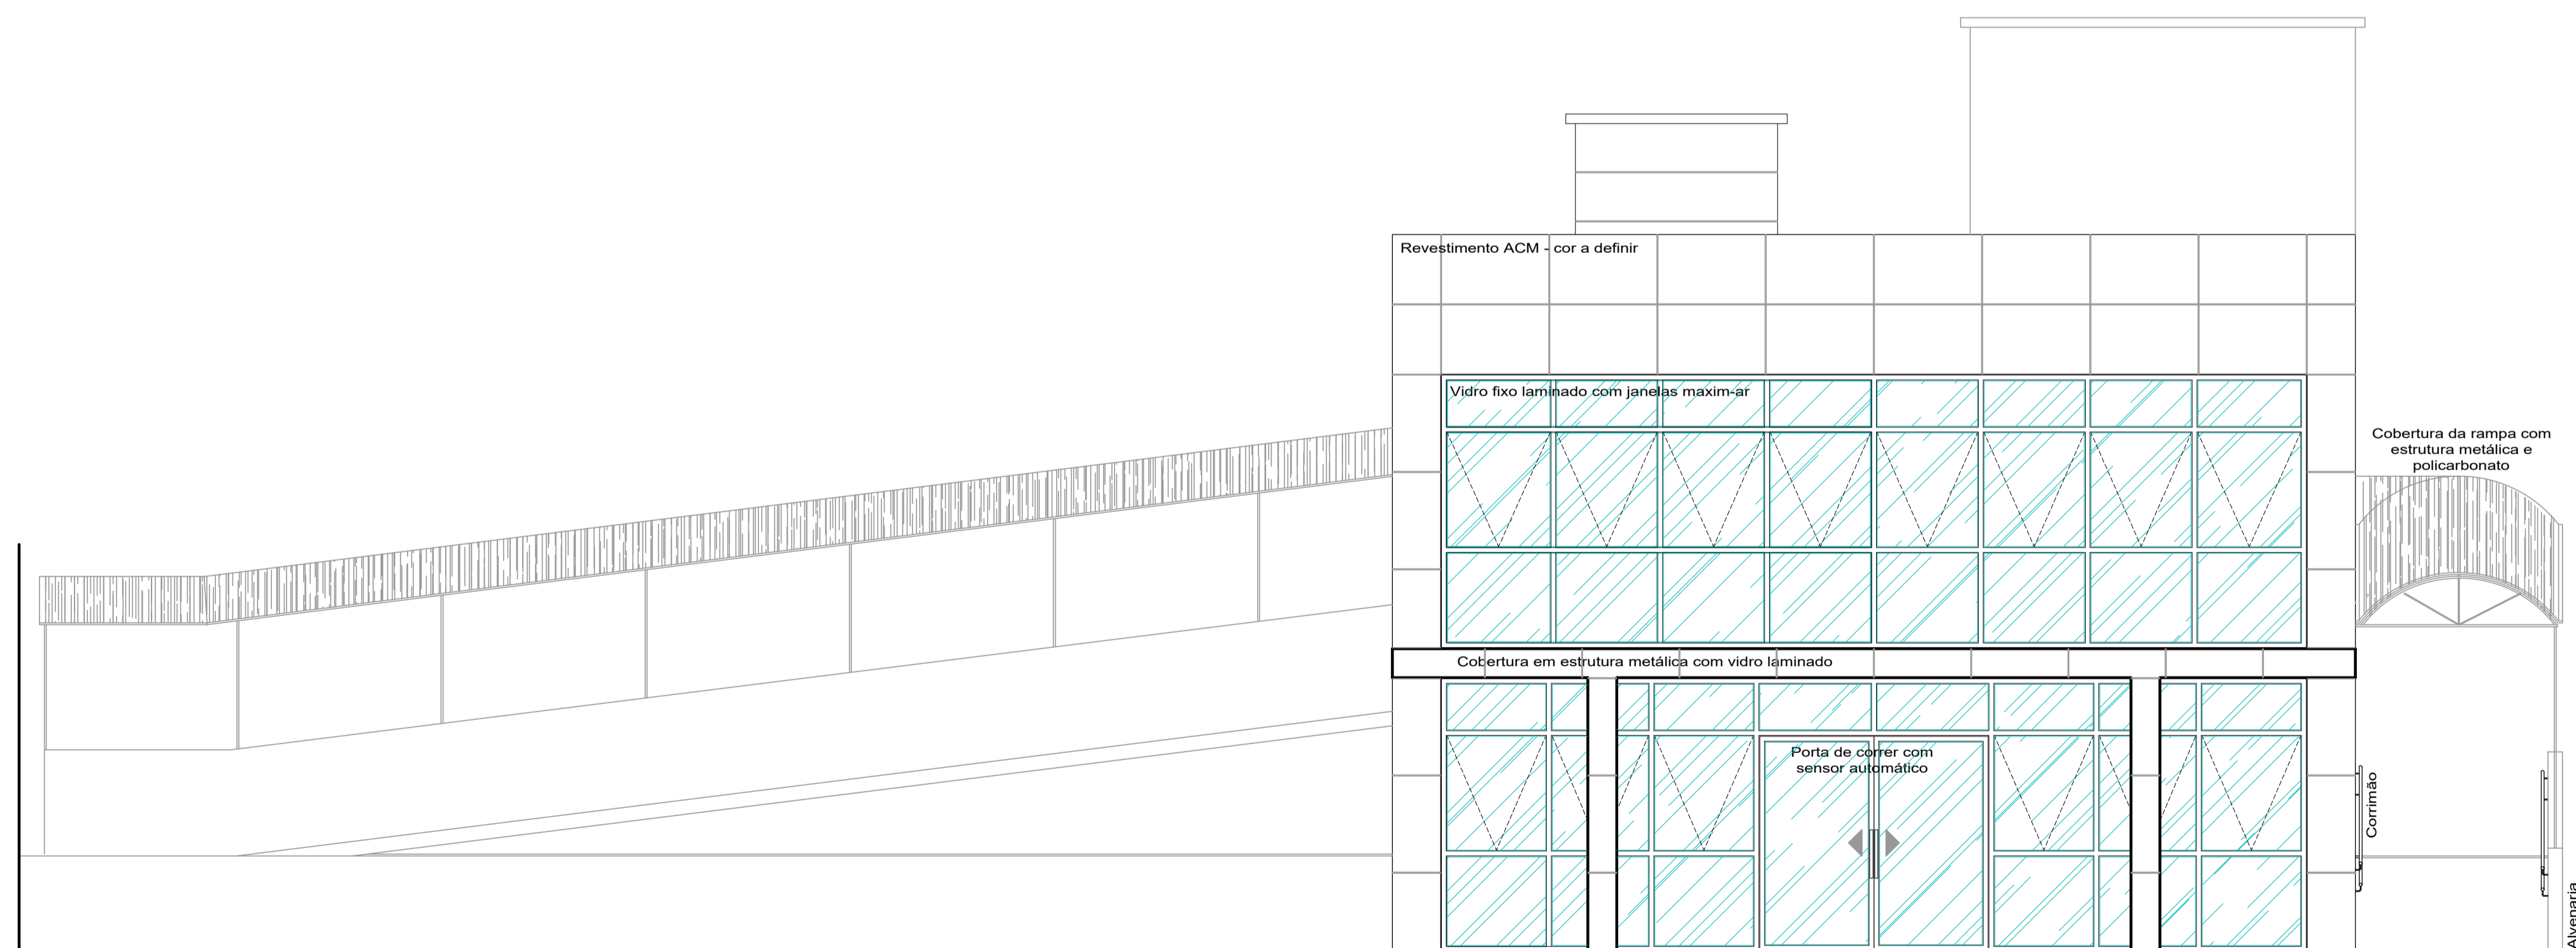 Revestimento ACM - cor a definir
Vidro fixo laminado com janelas maxim-ar
Cobertura da rampa com
estrutura metálica e
policarbonato
Cobertura em estrutura metálica com vidro laminado
Porta de correr com
sensor automático
Corrimão
Alvenaria